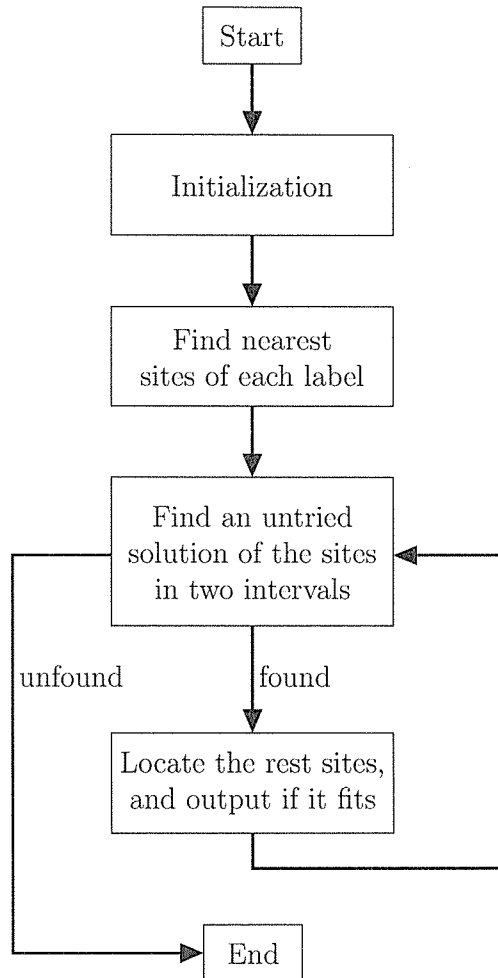 Start
Initialization
Find nearest
sites of each label
Find an untried
solution of the sites
in two intervals
unfound
found
Locate the rest sites,
and output if it fits
End